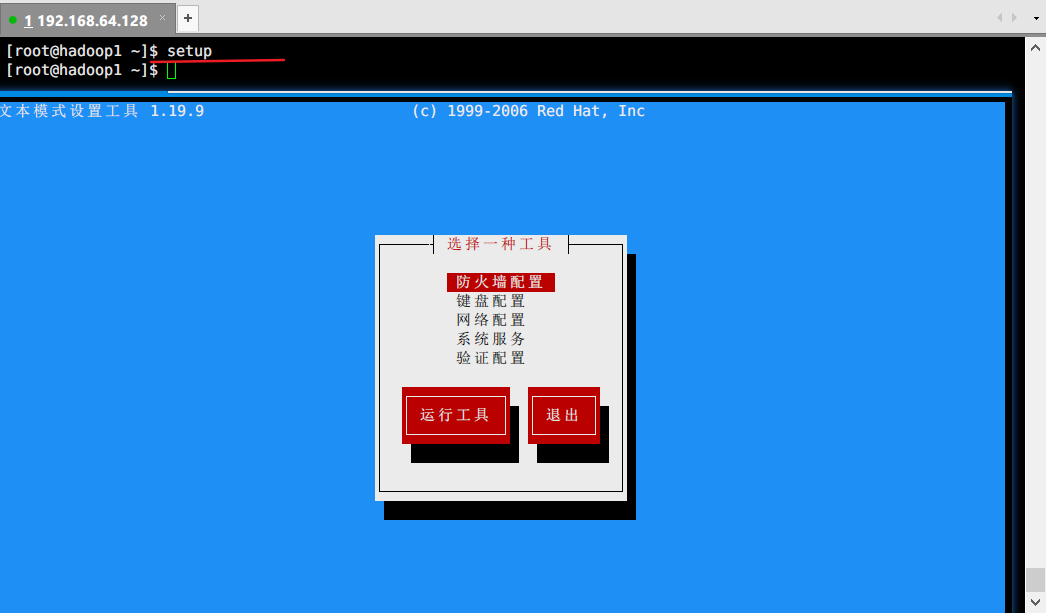 1 192.168.64.128 × +
[root@hadoop1 ~]$ setup
[root@hadoop1 ~]$
文本模式设置工具 1.19.9 (c) 1999-2006 Red Hat, Inc
选择一种工具
防火墙配置
键盘配置
网络配置
系统服务
验证配置
运行工具 退出